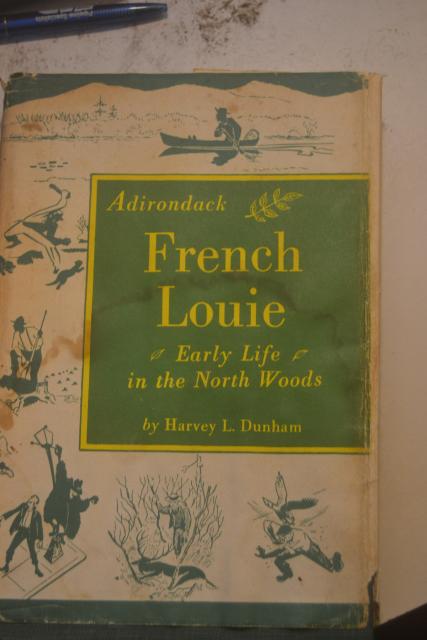 Adirondack
French
Louie
Early Life
in the North Woods
by Harvey L. Dunham